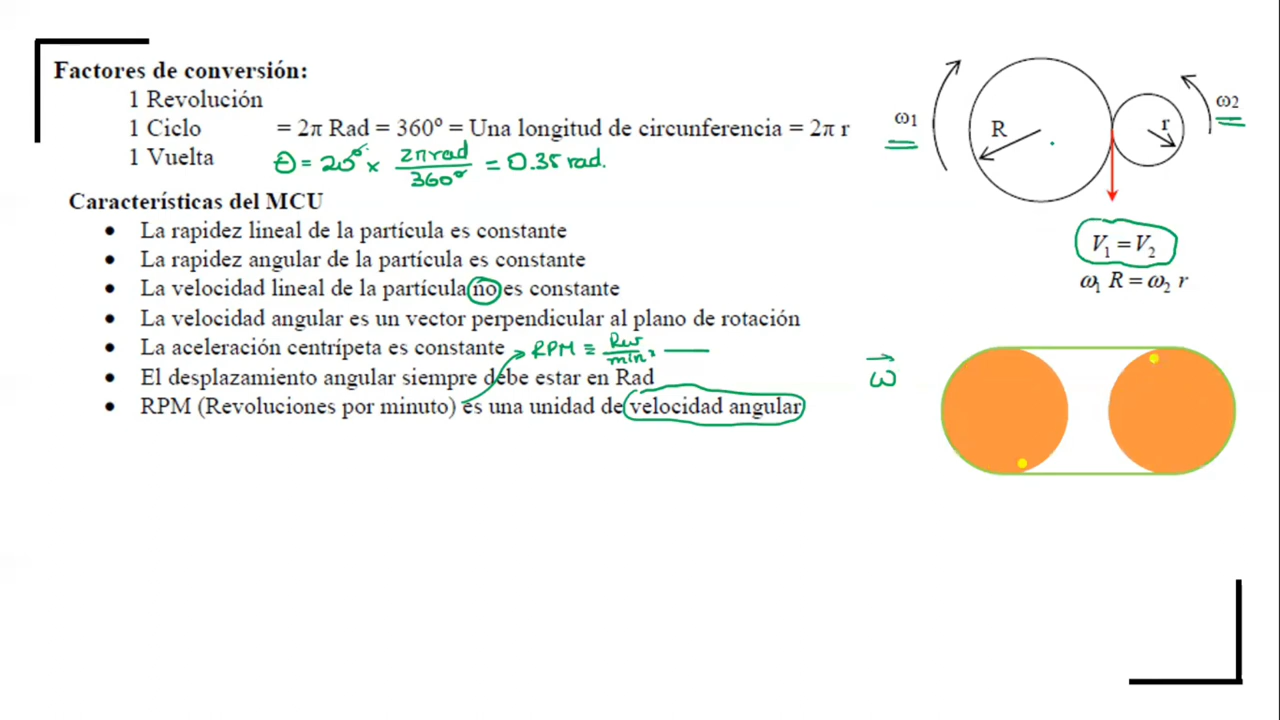 Factores de conversión:
1 Revolución
1 Ciclo = 2π Rad = 360º = Una longitud de circunferencia = 2π r
1 Vuelta
θ = 20° × 2π rad / 360° = 0.35 rad.
Características del MCU
• La rapidez lineal de la partícula es constante
• La rapidez angular de la partícula es constante
• La velocidad lineal de la partícula no es constante
• La velocidad angular es un vector perpendicular al plano de rotación
• La aceleración centrípeta es constante
RPM ≡ Rev / min
• El desplazamiento angular siempre debe estar en Rad
• RPM (Revoluciones por minuto) es una unidad de velocidad angular
ω1
R
r
ω2
V1 = V2
ω1 R = ω2 r
ω